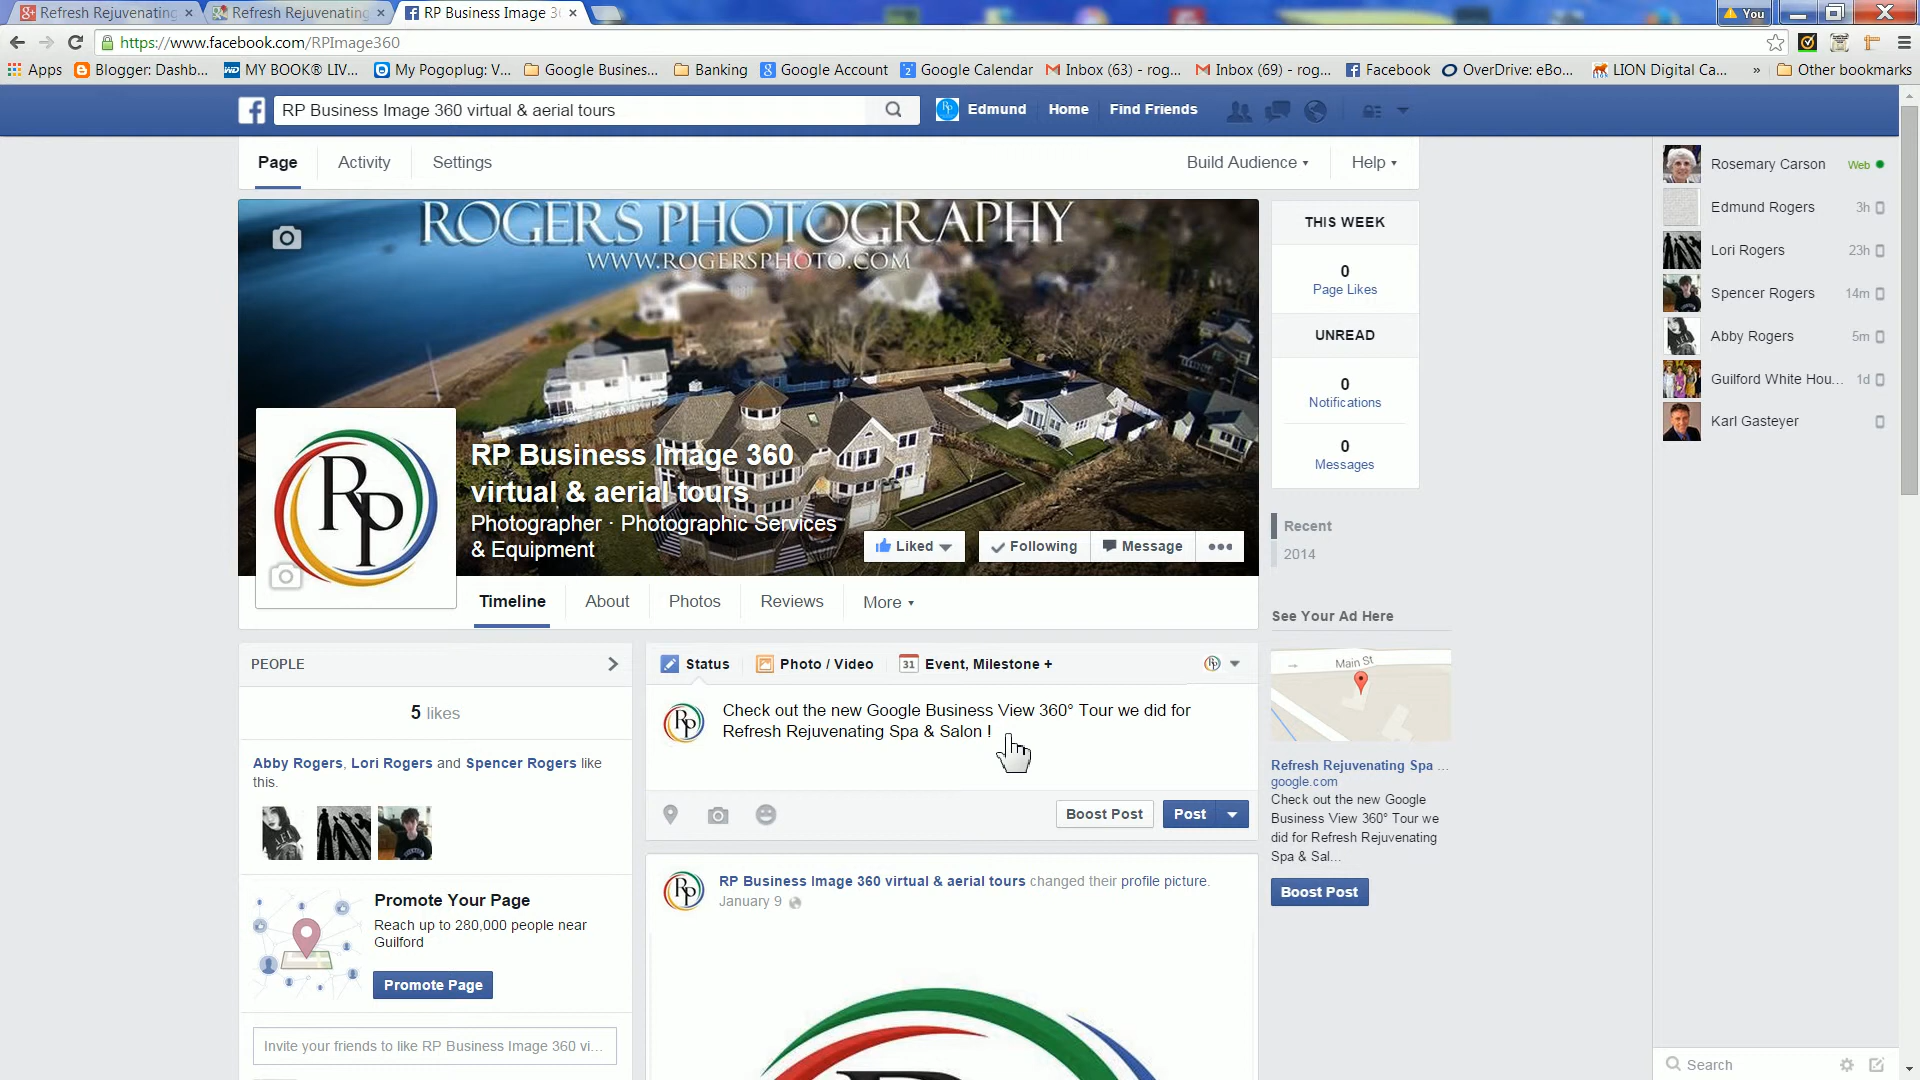 Refresh Rejuvenating
Refresh Rejuvenating
RP Business Image 3
You
https://www.facebook.com/RPImage360
Apps
Blogger: Dashb...
MY BOOK® LIV...
My Pogoplug: V...
Google Busines...
Banking
Google Account
Google Calendar
Inbox (63) - rog...
Inbox (69) - rog...
Facebook
OverDrive: eBo...
LION Digital Ca...
»
Other bookmarks
RP Business Image 360 virtual & aerial tours
Edmund
Home
Find Friends
Page
Activity
Settings
Build Audience
Help
ROGERS PHOTOGRAPHY
WWW.ROGERSPHOTO.COM
Rp
RP Business Image 360
virtual & aerial tours
Photographer · Photographic Services
& Equipment
Liked
Following
Message
Timeline
About
Photos
Reviews
More
THIS WEEK
0
Page Likes
UNREAD
0
Notifications
0
Messages
Recent
2014
See Your Ad Here
Main St
Refresh Rejuvenating Spa ...
google.com
Check out the new Google
Business View 360° Tour we
did for Refresh Rejuvenating
Spa & Sal...
Boost Post
PEOPLE
5 likes
Abby Rogers, Lori Rogers and Spencer Rogers like
this.
Promote Your Page
Reach up to 280,000 people near
Guilford
Promote Page
Invite your friends to like RP Business Image 360 vi...
Status
Photo / Video
31
Event, Milestone +
Rp
Rp
Check out the new Google Business View 360° Tour we did for
Refresh Rejuvenating Spa & Salon !
Boost Post
Post
Rp
RP Business Image 360 virtual & aerial tours changed their profile picture.
January 9
Rosemary Carson
Web
Edmund Rogers
3h
Lori Rogers
23h
Spencer Rogers
14m
Abby Rogers
5m
Guilford White Hou...
1d
Karl Gasteyer
Search